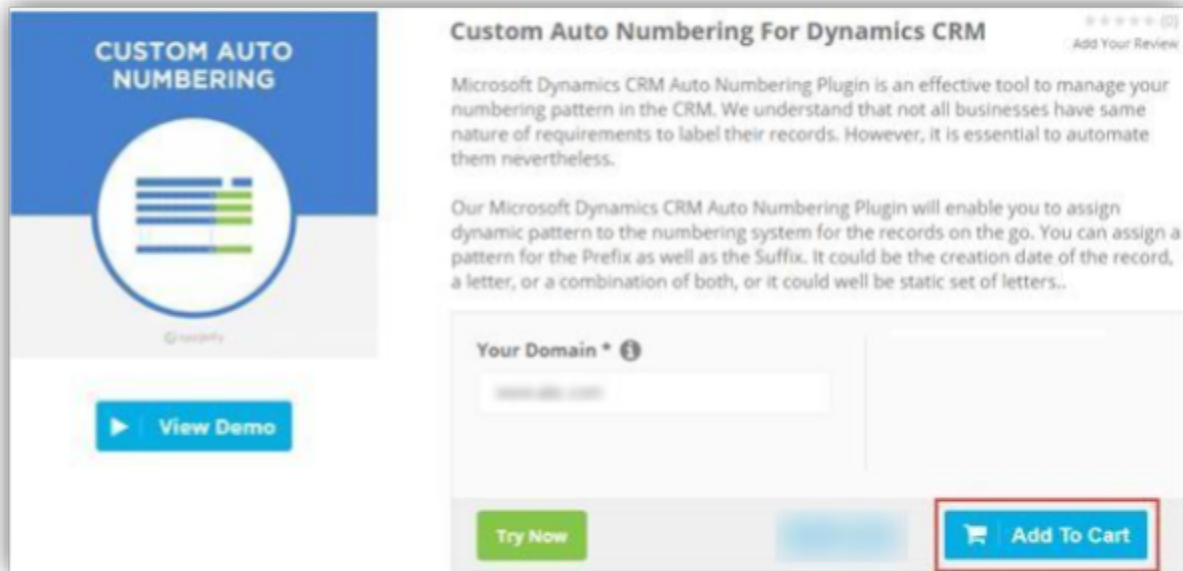 CUSTOM AUTO
NUMBERING
View Demo
Custom Auto Numbering For Dynamics CRM
(0)
Add Your Review
Microsoft Dynamics CRM Auto Numbering Plugin is an effective tool to manage your
numbering pattern in the CRM. We understand that not all businesses have same
nature of requirements to label their records. However, it is essential to automate
them nevertheless.
Our Microsoft Dynamics CRM Auto Numbering Plugin will enable you to assign
dynamic pattern to the numbering system for the records on the go. You can assign a
pattern for the Prefix as well as the Suffix. It could be the creation date of the record,
a letter, or a combination of both, or it could well be static set of letters..
Your Domain *
Try Now
Add To Cart